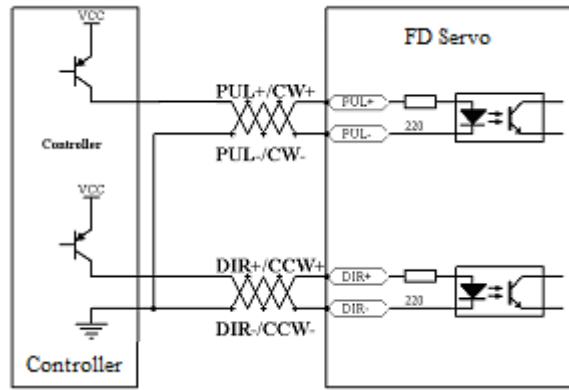 VCC
FD Servo
PUL+/CW+
PUL+
Controller
PUL-
220
PUL-/CW-
VCC
DIR+/CCW+
DIR+
DIR-
220
DIR-/CCW-
Controller